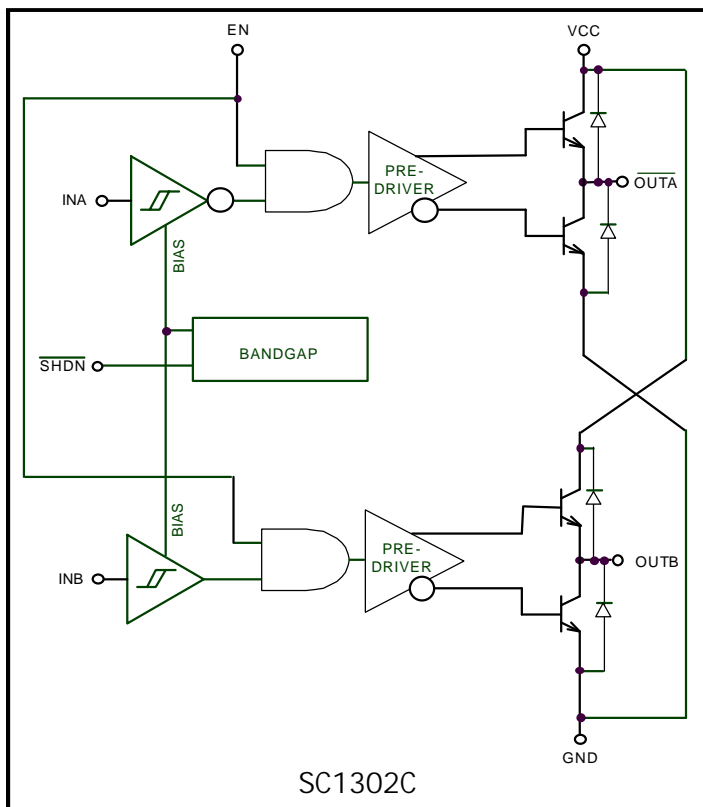 EN
VCC
PRE-
DRIVER
OUTA
INA
BIAS
BANDGAP
SHDN
BIAS
PRE-
DRIVER
INB
OUTB
GND
SC1302C